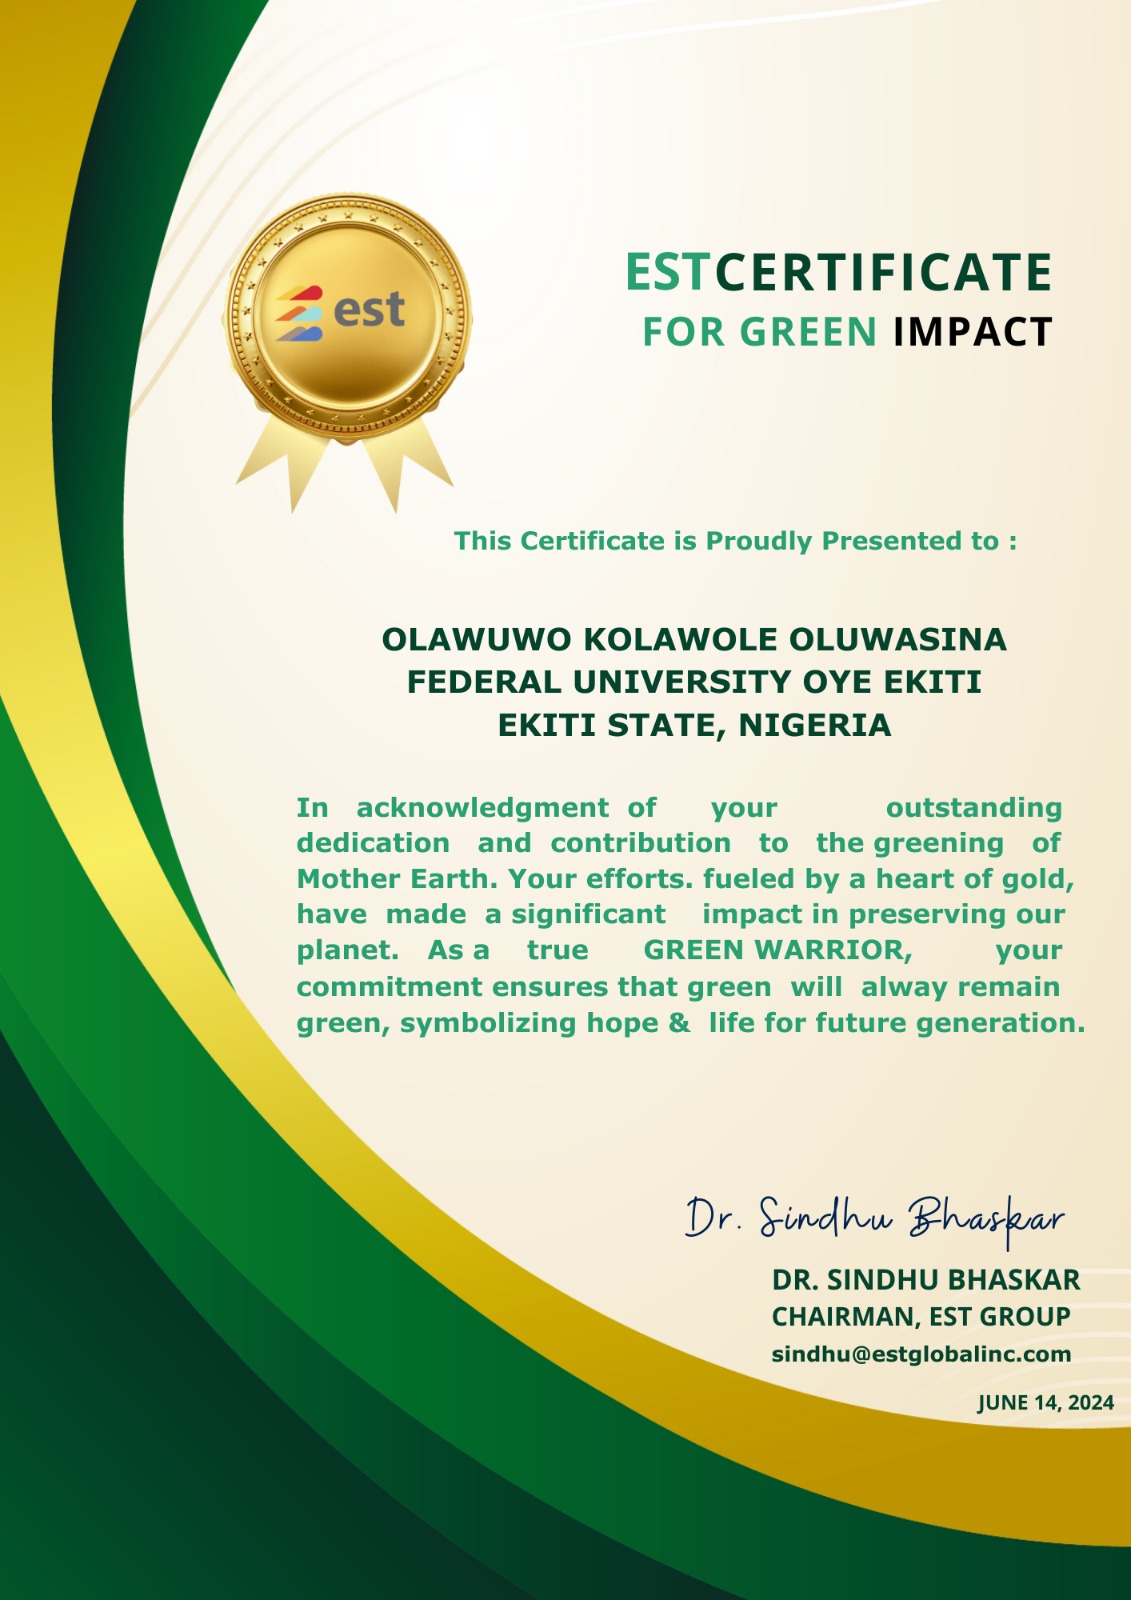 est
ESTCERTIFICATE
FOR GREEN IMPACT
This Certificate is Proudly Presented to :
OLAWUWO KOLAWOLE OLUWASINA
FEDERAL UNIVERSITY OYE EKITI
EKITI STATE, NIGERIA
In acknowledgment of your outstanding
dedication and contribution to the greening of
Mother Earth. Your efforts. fueled by a heart of gold,
have made a significant impact in preserving our
planet. As a true GREEN WARRIOR, your
commitment ensures that green will alway remain
green, symbolizing hope & life for future generation.
Dr. Sindhu Bhaskar
DR. SINDHU BHASKAR
CHAIRMAN, EST GROUP
sindhu@estglobalinc.com
JUNE 14, 2024